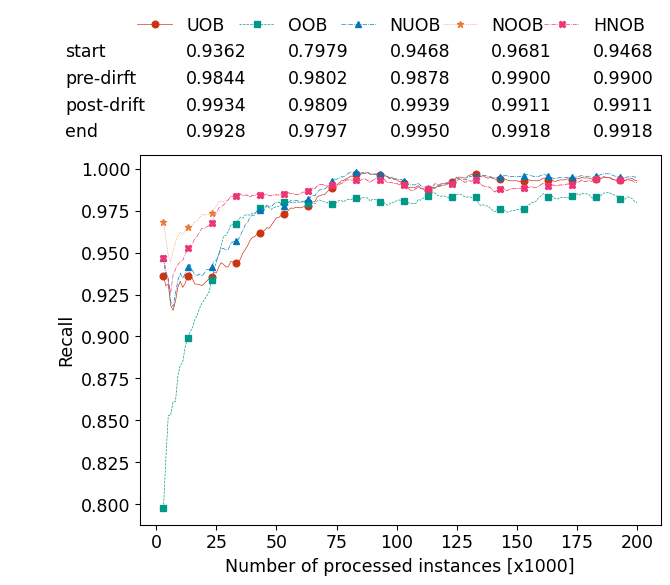 UOB OOB NUOB NOOB HNOB
start 0.9362 0.7979 0.9468 0.9681 0.9468
pre-dirft 0.9844 0.9802 0.9878 0.9900 0.9900
post-drift 0.9934 0.9809 0.9939 0.9911 0.9911
end 0.9928 0.9797 0.9950 0.9918 0.9918
1.000
0.975
0.950
0.925
0.900
0.875
0.850
0.825
0.800
Recall
0 25 50 75 100 125 150 175 200
Number of processed instances [x1000]